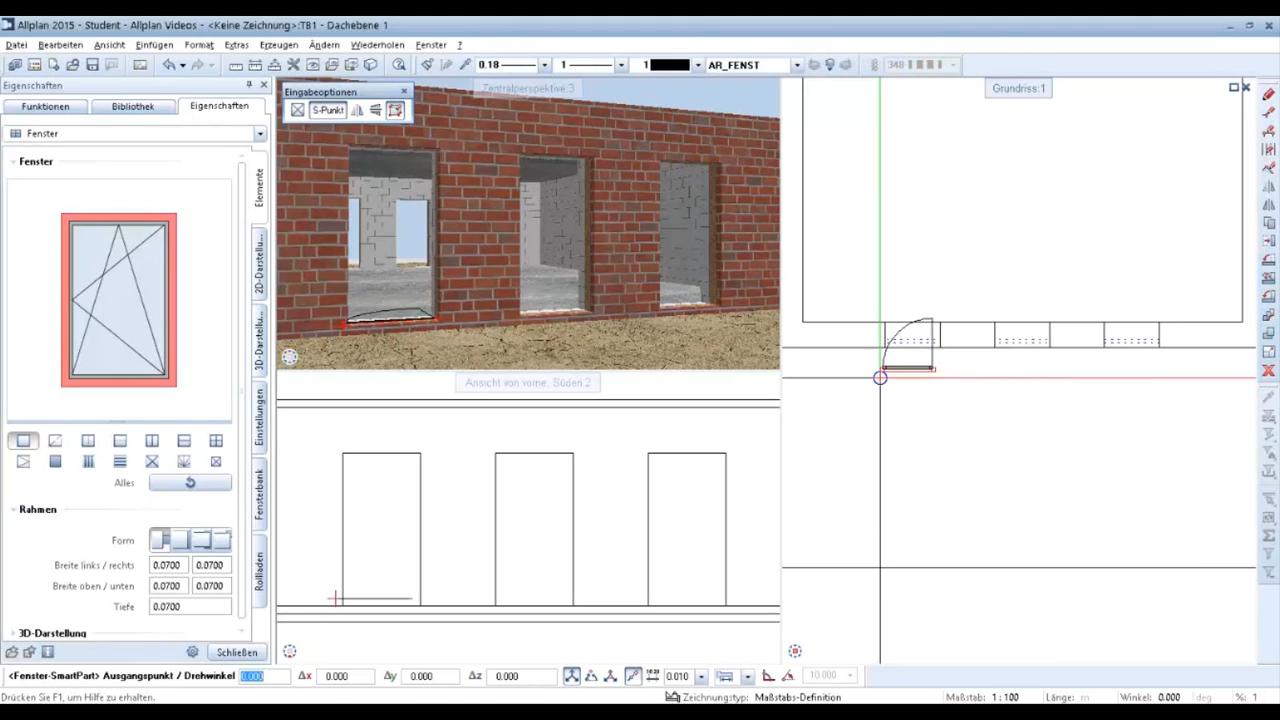 Allplan 2015 - Student - Allplan Videos - <Keine Zeichnung>:TB1 - Dachebene 1
Datei Bearbeiten Ansicht Einfügen Format Extras Erzeugen Ändern Wiederholen Fenster ?
0.18 1 1 AR_FENST 348
Eigenschaften
Funktionen Bibliothek Eigenschaften
Fenster
Fenster
Elemente
2D-Darstellu...
3D-Darstellu...
Einstellungen
Fensterbank
Rollladen
Alles
Rahmen
Form
Breite links / rechts 0.0700 0.0700
Breite oben / unten 0.0700 0.0700
Tiefe 0.0700
3D-Darstellung
Schließen
Eingabeoptionen
S-Punkt
Zentralperspektive:3
Grundriss:1
Ansicht von vorne, Süden:2
<Fenster-SmartPart> Ausgangspunkt / Drehwinkel 0.000 Δx 0.000 Δy 0.000 Δz 0.000 0.010 10.000
Drücken Sie F1, um Hilfe zu erhalten. Zeichnungstyp: Maßstabs-Definition Maßstab: 1 : 100 Länge: m Winkel: 0.000 deg %: 1